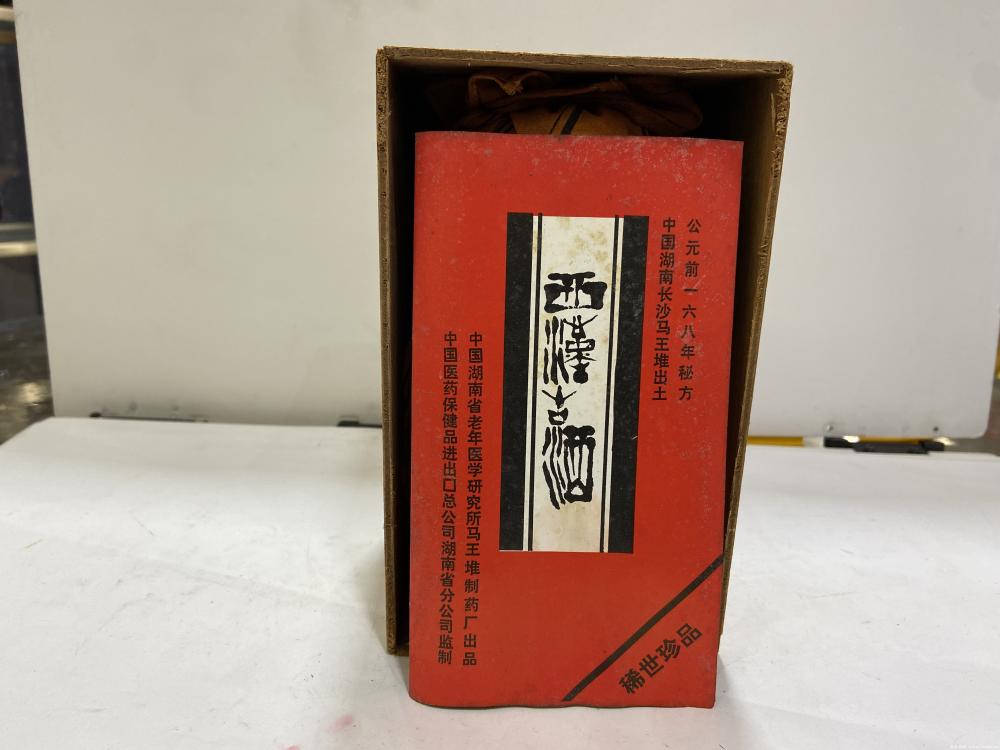 公元前一六八年秘方
中国湖南长沙马王堆出土
西漢古酒
中国湖南省老年医学研究所马王堆制药厂出品
中国医药保健品进出口总公司湖南省分公司监制
稀世珍品